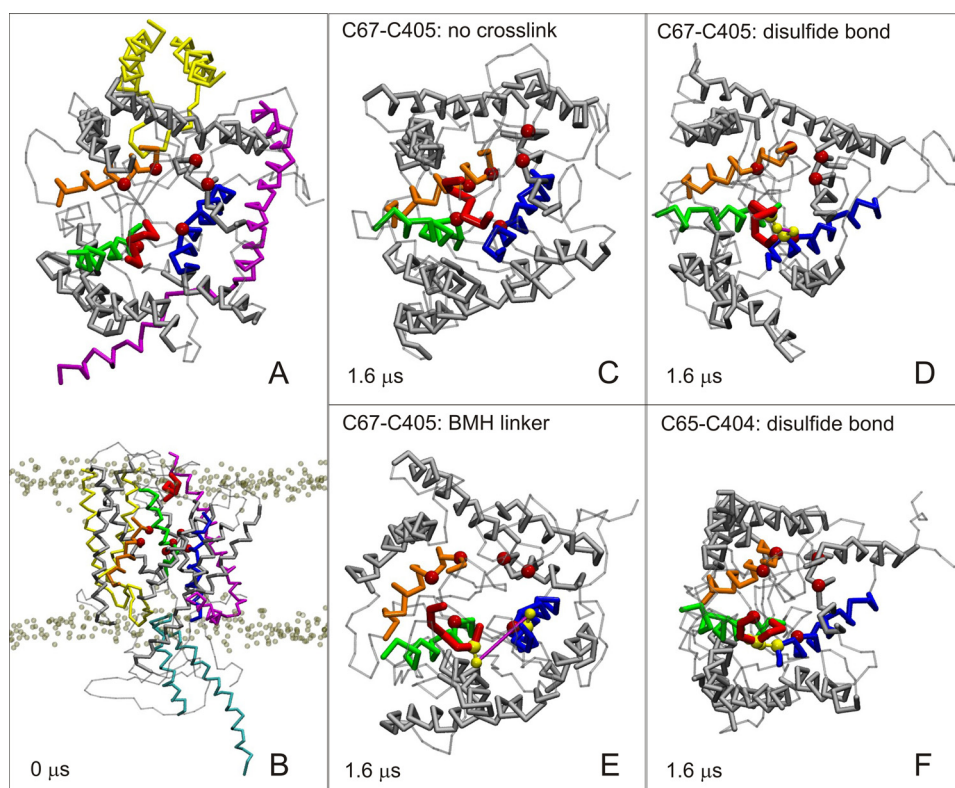 A
B
0 μs
C67-C405: no crosslink
C
1.6 μs
C67-C405: disulfide bond
D
1.6 μs
C67-C405: BMH linker
E
1.6 μs
C65-C404: disulfide bond
F
1.6 μs